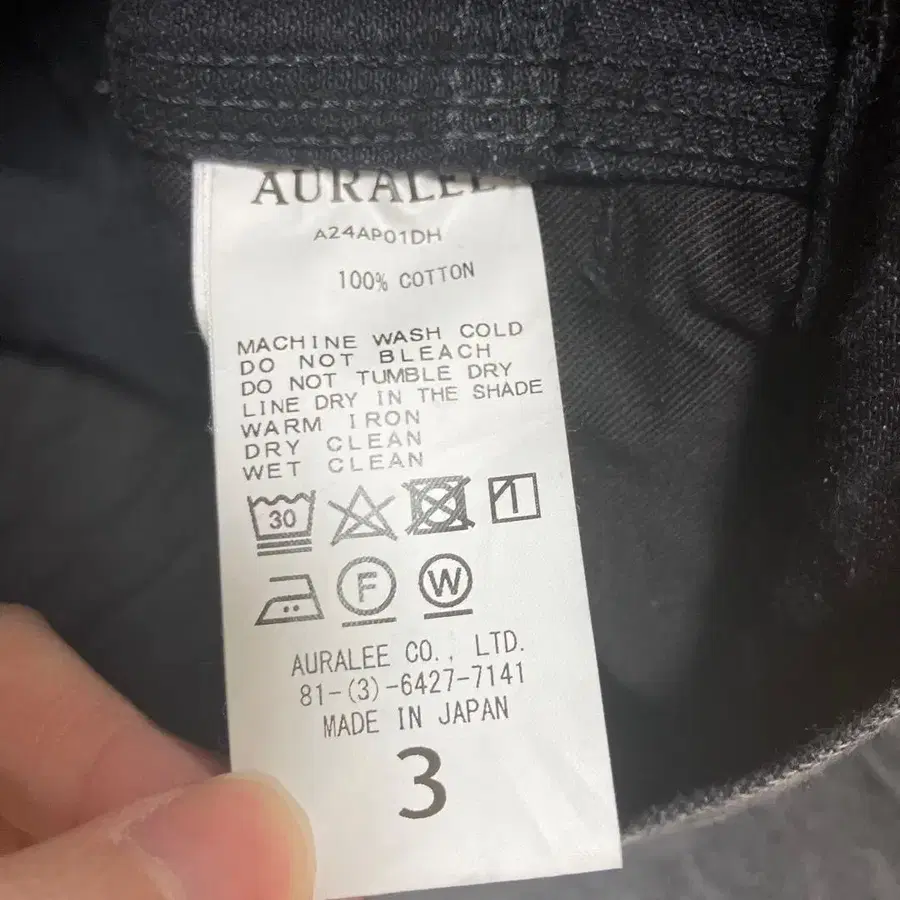 AURALEE
A24AP01DH
100% COTTON
MACHINE WASH COLD
DO NOT BLEACH
DO NOT TUMBLE DRY
LINE DRY IN THE SHADE
WARM IRON
DRY CLEAN
WET CLEAN
30
F W
AURALEE CO., LTD.
81-(3)-6427-7141
MADE IN JAPAN
3